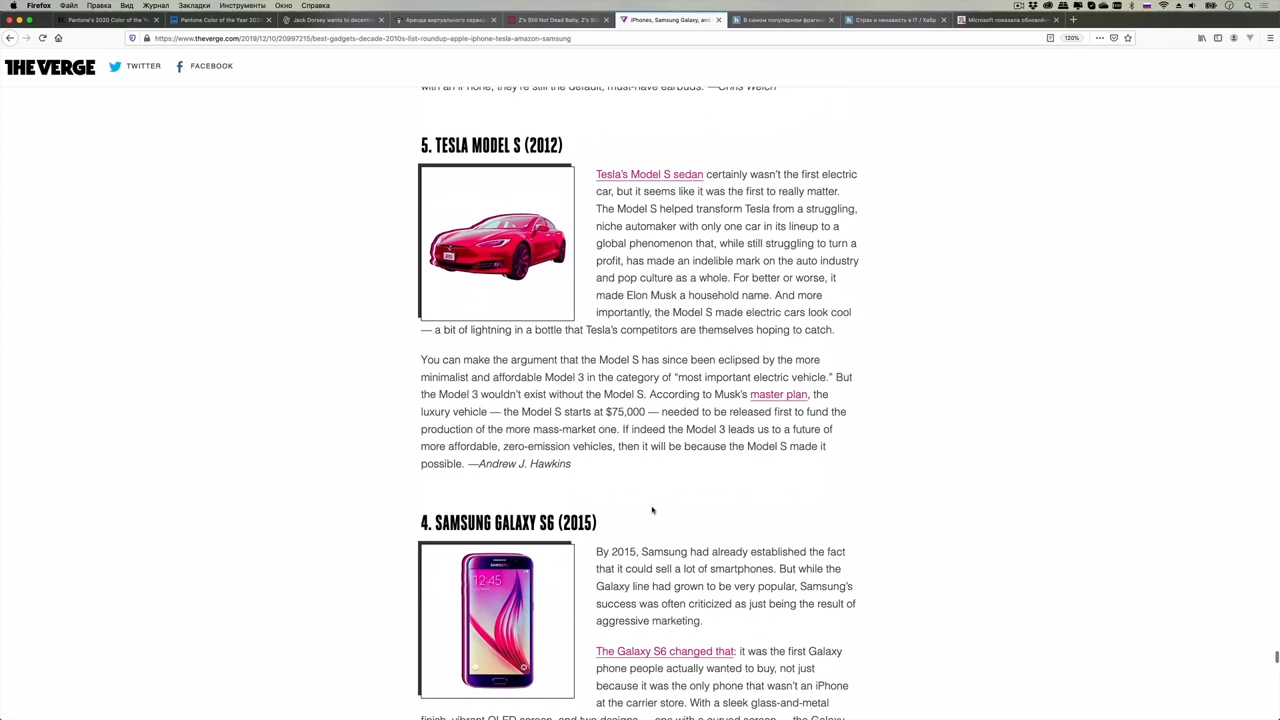 Firefox Файл Правка Вид Журнал Закладки Инструменты Окно Справка
Pantone's 2020 Color of the Ye
Pantone Color of the Year 202
Jack Dorsey wants to decentr
Аренда виртуального серве
Z's Still Not Dead Baby, Z's Sti
iPhones, Samsung Galaxy, and
В самом популярном фрагмен
Страх и ненависть в IT / Хабр
Microsoft показала обновлён
https://www.theverge.com/2019/12/10/20997215/best-gadgets-decade-2010s-list-roundup-apple-iphone-tesla-amazon-samsung
120%
THE VERGE TWITTER FACEBOOK
with an if none, they're still the default, must-have earbuds. —Chris Welch
5. TESLA MODEL S (2012)
Tesla's Model S sedan certainly wasn't the first electric
car, but it seems like it was the first to really matter.
The Model S helped transform Tesla from a struggling,
niche automaker with only one car in its lineup to a
global phenomenon that, while still struggling to turn a
profit, has made an indelible mark on the auto industry
and pop culture as a whole. For better or worse, it
made Elon Musk a household name. And more
importantly, the Model S made electric cars look cool
— a bit of lightning in a bottle that Tesla's competitors are themselves hoping to catch.
You can make the argument that the Model S has since been eclipsed by the more
minimalist and affordable Model 3 in the category of “most important electric vehicle.” But
the Model 3 wouldn't exist without the Model S. According to Musk's master plan, the
luxury vehicle — the Model S starts at $75,000 — needed to be released first to fund the
production of the more mass-market one. If indeed the Model 3 leads us to a future of
more affordable, zero-emission vehicles, then it will be because the Model S made it
possible. —Andrew J. Hawkins
4. SAMSUNG GALAXY S6 (2015)
12:45
By 2015, Samsung had already established the fact
that it could sell a lot of smartphones. But while the
Galaxy line had grown to be very popular, Samsung's
success was often criticized as just being the result of
aggressive marketing.
The Galaxy S6 changed that: it was the first Galaxy
phone people actually wanted to buy, not just
because it was the only phone that wasn't an iPhone
at the carrier store. With a sleek glass-and-metal
finish, vibrant OLED screen, and two designs — one with a curved screen — the Galaxy